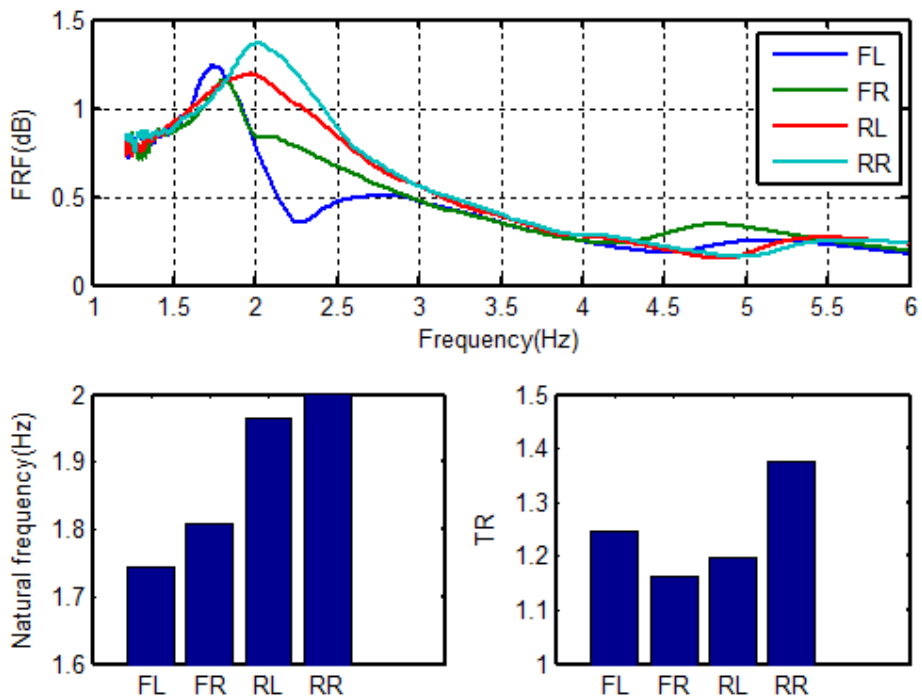 FRF(dB)
1.5
1
0.5
0
1
1.5
2
2.5
3
3.5
4
4.5
5
5.5
6
Frequency(Hz)
FL
FR
RL
RR
Natural frequency(Hz)
2
1.9
1.8
1.7
1.6
FL
FR
RL
RR
TR
1.5
1.4
1.3
1.2
1.1
1
FL
FR
RL
RR